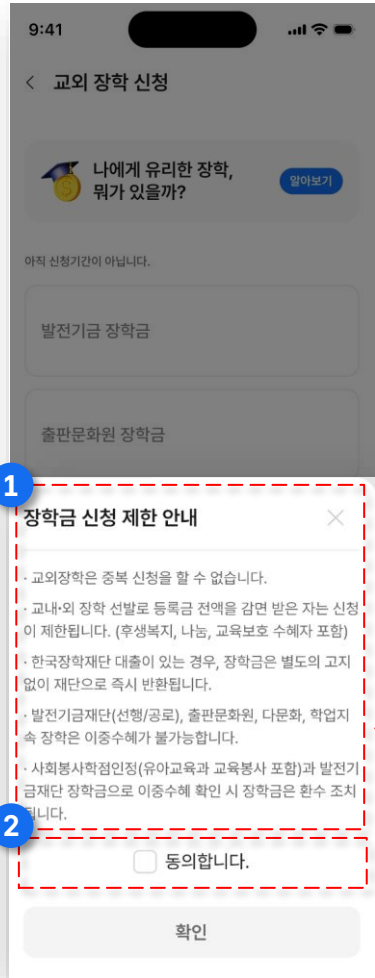 9:41
교외 장학 신청
나에게 유리한 장학,
뭐가 있을까?
알아보기
아직 신청기간이 아닙니다.
발전기금 장학금
출판문화원 장학금
1
장학금 신청 제한 안내
· 교외장학은 중복 신청을 할 수 없습니다.
· 교내·외 장학 선발로 등록금 전액을 감면 받은 자는 신청
이 제한됩니다. (후생복지, 나눔, 교육보호 수혜자 포함)
· 한국장학재단 대출이 있는 경우, 장학금은 별도의 고지
없이 재단으로 즉시 반환됩니다.
· 발전기금재단(선행/공로), 출판문화원, 다문화, 학업지
속 장학은 이중수혜가 불가능합니다.
· 사회봉사학점인정(유아교육과 교육봉사 포함)과 발전기
금재단 장학금으로 이중수혜 확인 시 장학금은 환수 조치
됩니다.
2
동의합니다.
확인